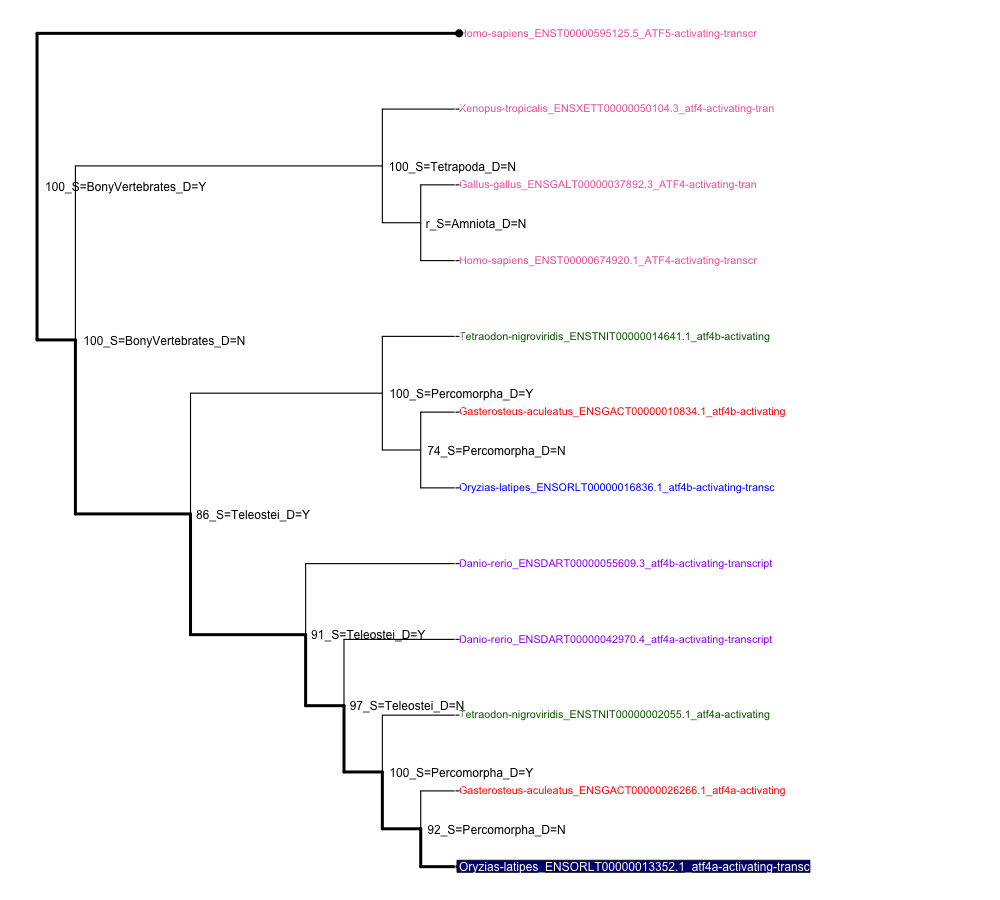 Homo-sapiens_ENST00000595125.5_ATF5-activating-transcr
Xenopus-tropicalis_ENSXETT00000050104.3_atf4-activating-tran
100_S=Tetrapoda_D=N
Gallus-gallus_ENSGALT00000037892.3_ATF4-activating-tran
100_S=BonyVertebrates_D=Y
r_S=Amniota_D=N
Homo-sapiens_ENST00000674920.1_ATF4-activating-transcr
Tetraodon-nigroviridis_ENSTNIT00000014641.1_atf4b-activating
100_S=BonyVertebrates_D=N
100_S=Percomorpha_D=Y
Gasterosteus-aculeatus_ENSGACT00000010834.1_atf4b-activating
74_S=Percomorpha_D=N
Oryzias-latipes_ENSORLT00000016836.1_atf4b-activating-transc
86_S=Teleostei_D=Y
Danio-rerio_ENSDART00000055609.3_atf4b-activating-transcript
91_S=Teleostei_D=Y
Danio-rerio_ENSDART00000042970.4_atf4a-activating-transcript
97_S=Teleostei_D=N
Tetraodon-nigroviridis_ENSTNIT00000002055.1_atf4a-activating
100_S=Percomorpha_D=Y
Gasterosteus-aculeatus_ENSGACT00000026266.1_atf4a-activating
92_S=Percomorpha_D=N
Oryzias-latipes_ENSORLT00000013352.1_atf4a-activating-transc